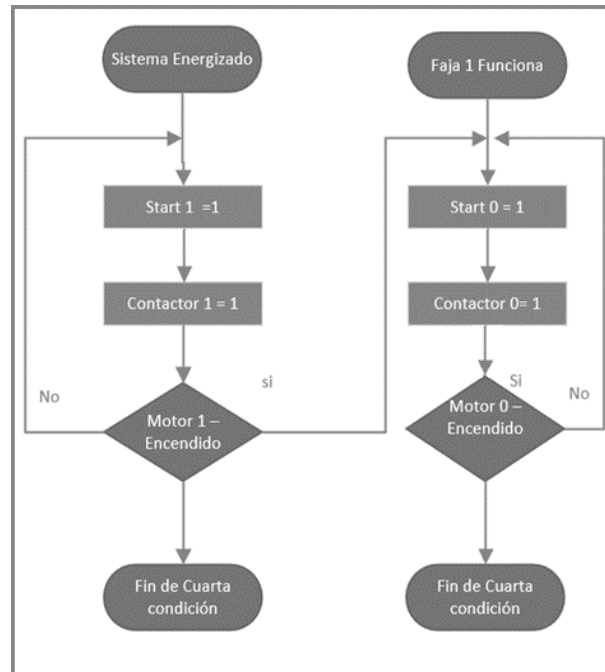 Sistema Energizado
Start 1 =1
Contactor 1 = 1
No
si
Motor 1 –
Encendido
Fin de Cuarta
condición
Faja 1 Funciona
Start 0 = 1
Contactor 0= 1
Si
Motor 0 –
Encendido
No
Fin de Cuarta
condición